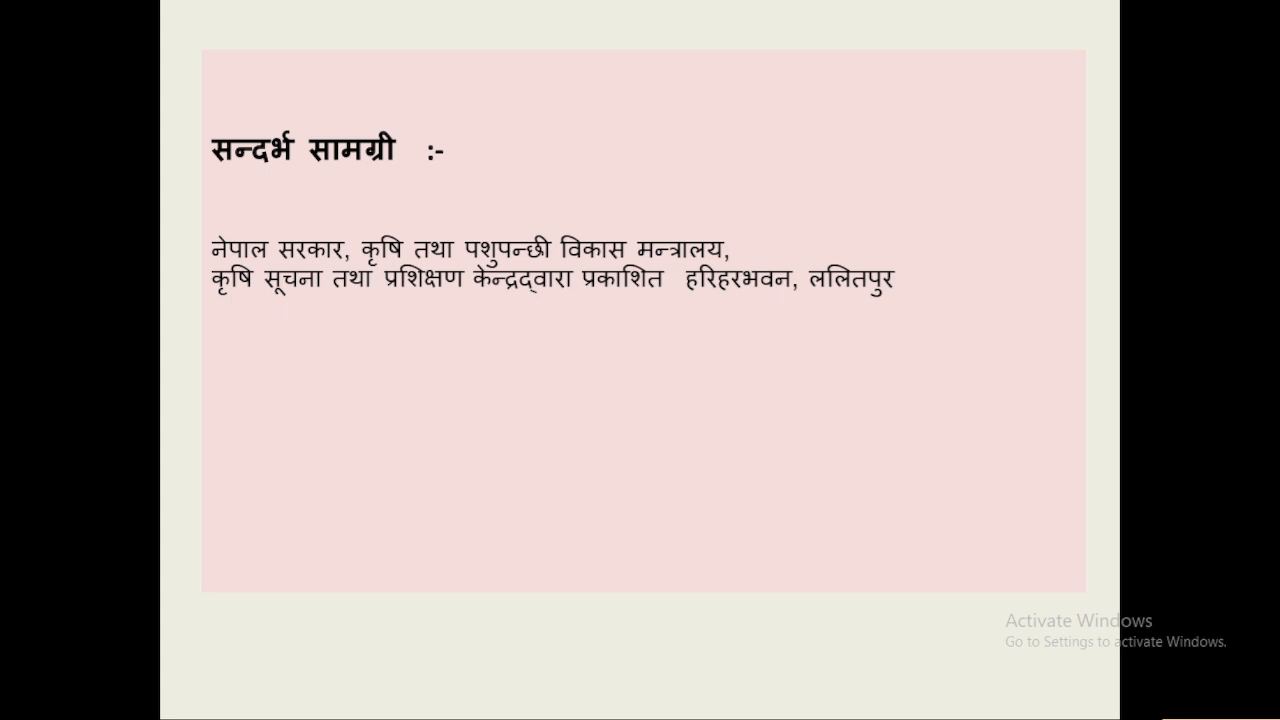 सन्दर्भ सामग्री :-
नेपाल सरकार, कृषि तथा पशुपन्छी विकास मन्त्रालय,
कृषि सूचना तथा प्रशिक्षण केन्द्रद्वारा प्रकाशित हरिहरभवन, ललितपुर
Activate Windows
Go to Settings to activate Windows.